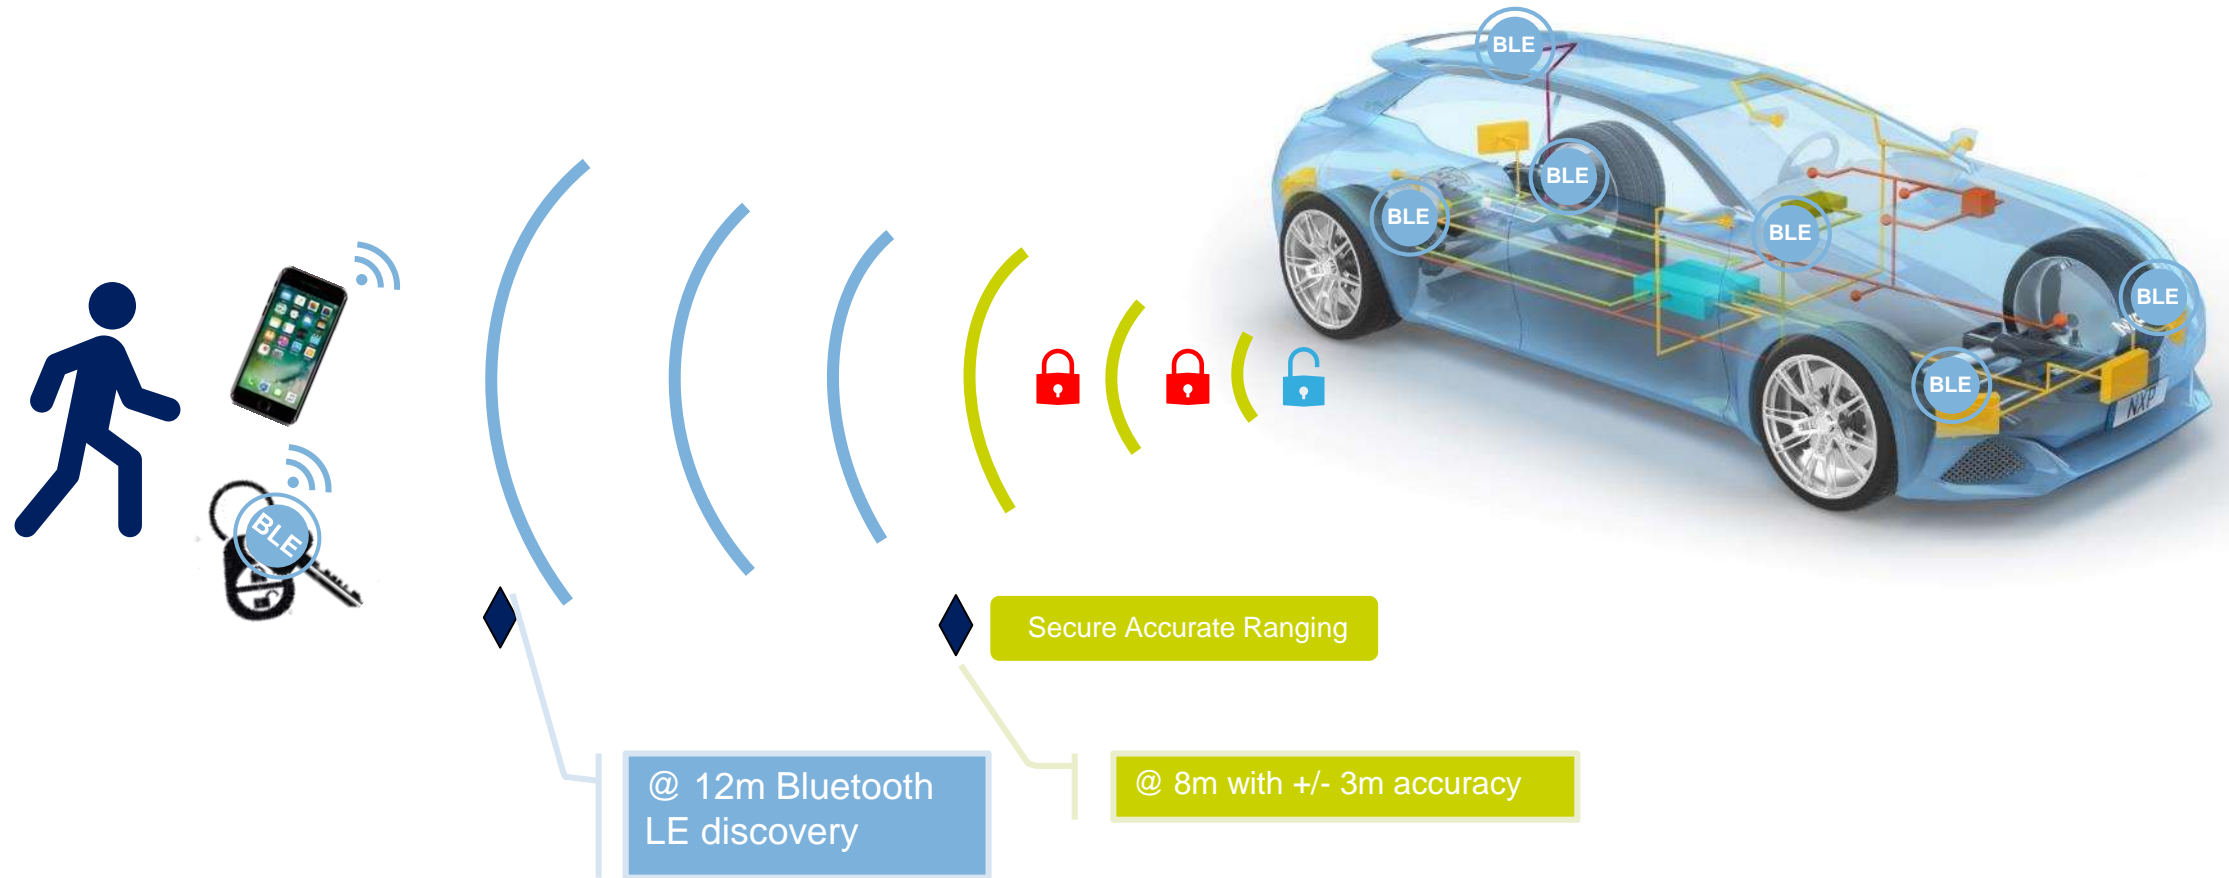 BLE
BLE
BLE
BLE
BLE
BLE
BLE
NXP
Secure Accurate Ranging
@ 12m Bluetooth
LE discovery
@ 8m with +/- 3m accuracy